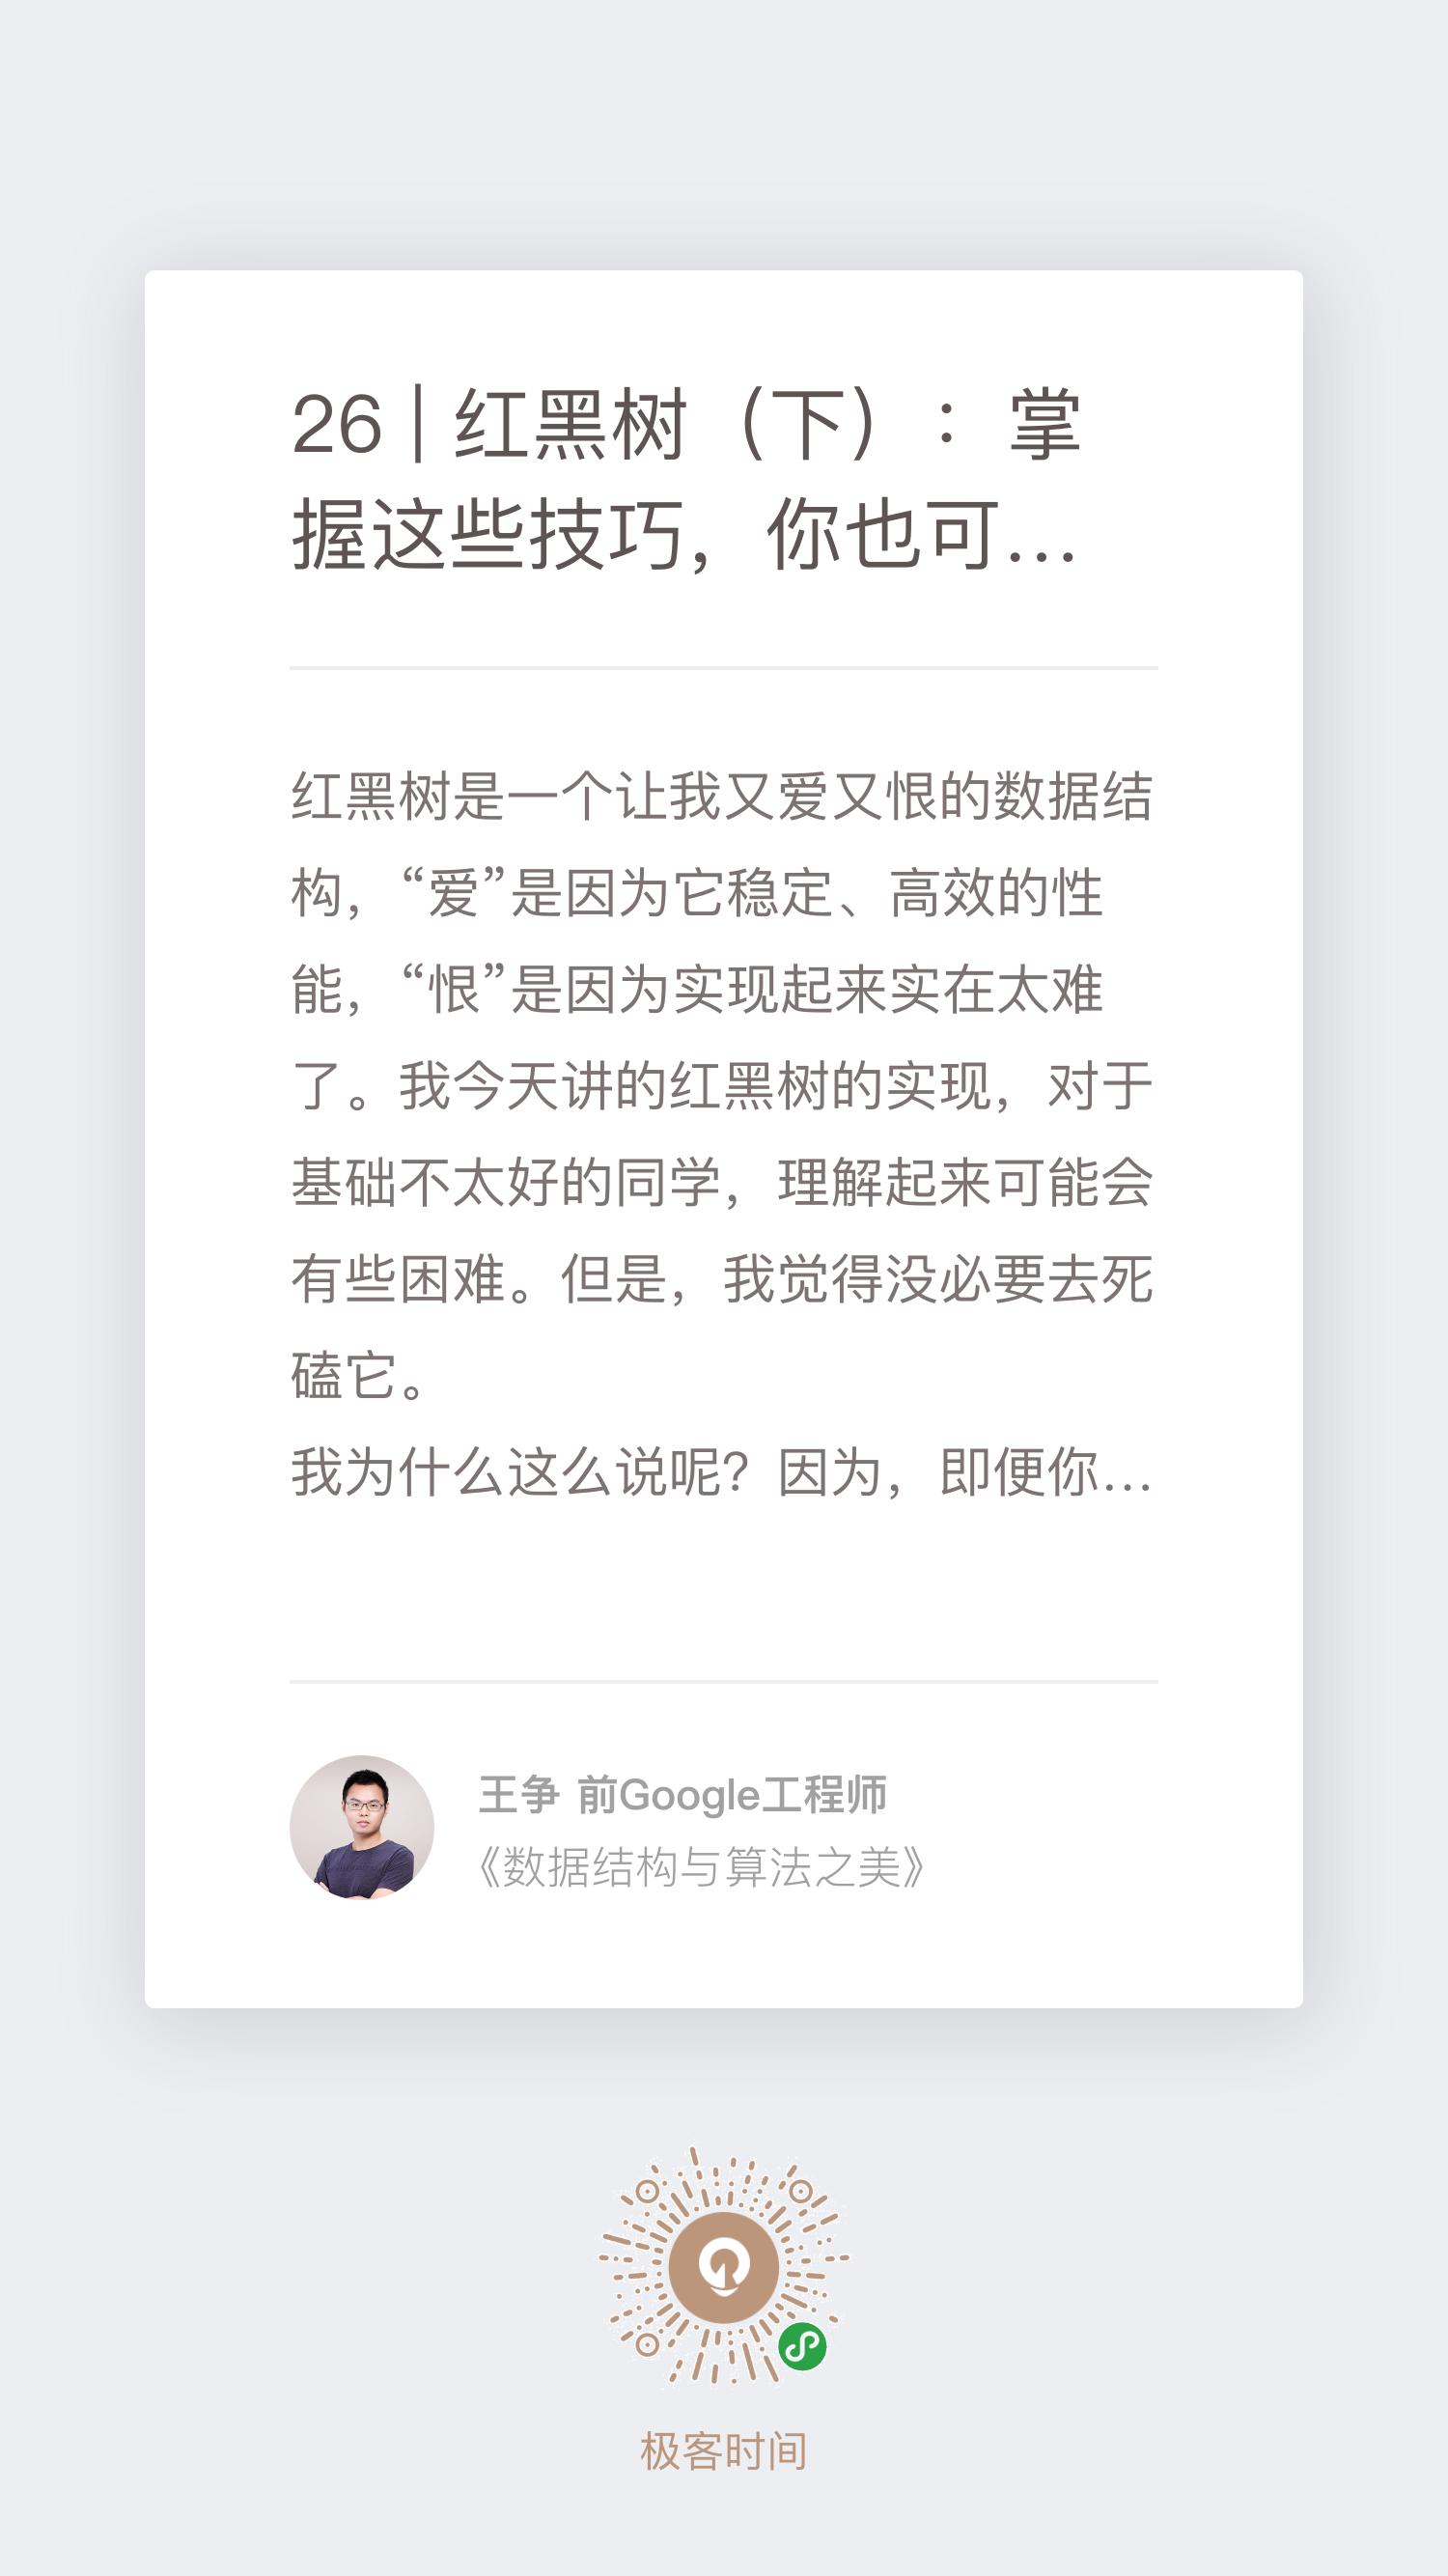 26 | 红黑树（下）：掌
握这些技巧，你也可...
红黑树是一个让我又爱又恨的数据结
构，“爱”是因为它稳定、高效的性
能，“恨”是因为实现起来实在太难
了。我今天讲的红黑树的实现，对于
基础不太好的同学，理解起来可能会
有些困难。但是，我觉得没必要去死
磕它。
我为什么这么说呢？因为，即便你...
王争 前Google工程师
《数据结构与算法之美》
极客时间